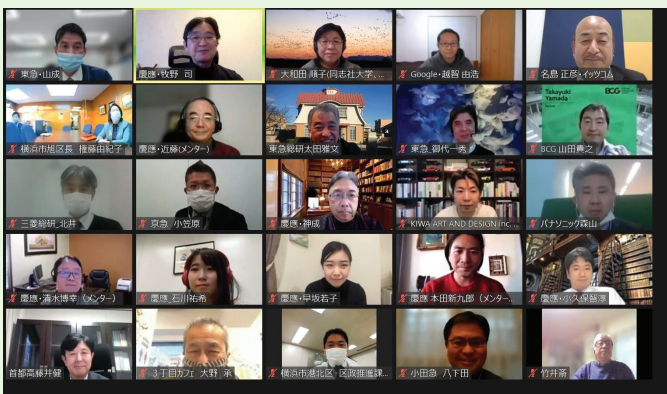 東急・山成
慶應・牧野 司
大和田 順子(同志社大学、...
Google・越智 由浩
名島 正彦・イッツコム
横浜市旭区長 権藤由紀子
慶應・近藤(メンター)
東急総研太田雅文
東急 御代一秀
Takayuki
Yamada
BCG
BCG 山田貴之
三菱総研_北井
京急 小笠原
慶應・神成
KIWA ART AND DESIGN inc. ...
パナソニック森山
慶應・清水博幸（メンター）
慶應 石川祐希
慶應・早坂若子
慶應 本田新九郎（メンター...
慶應・小久保智淳
首都高藤井健
３丁目カフェ 大野 承
横浜市港北区 区政推進課...
小田急 八下田
竹井斎